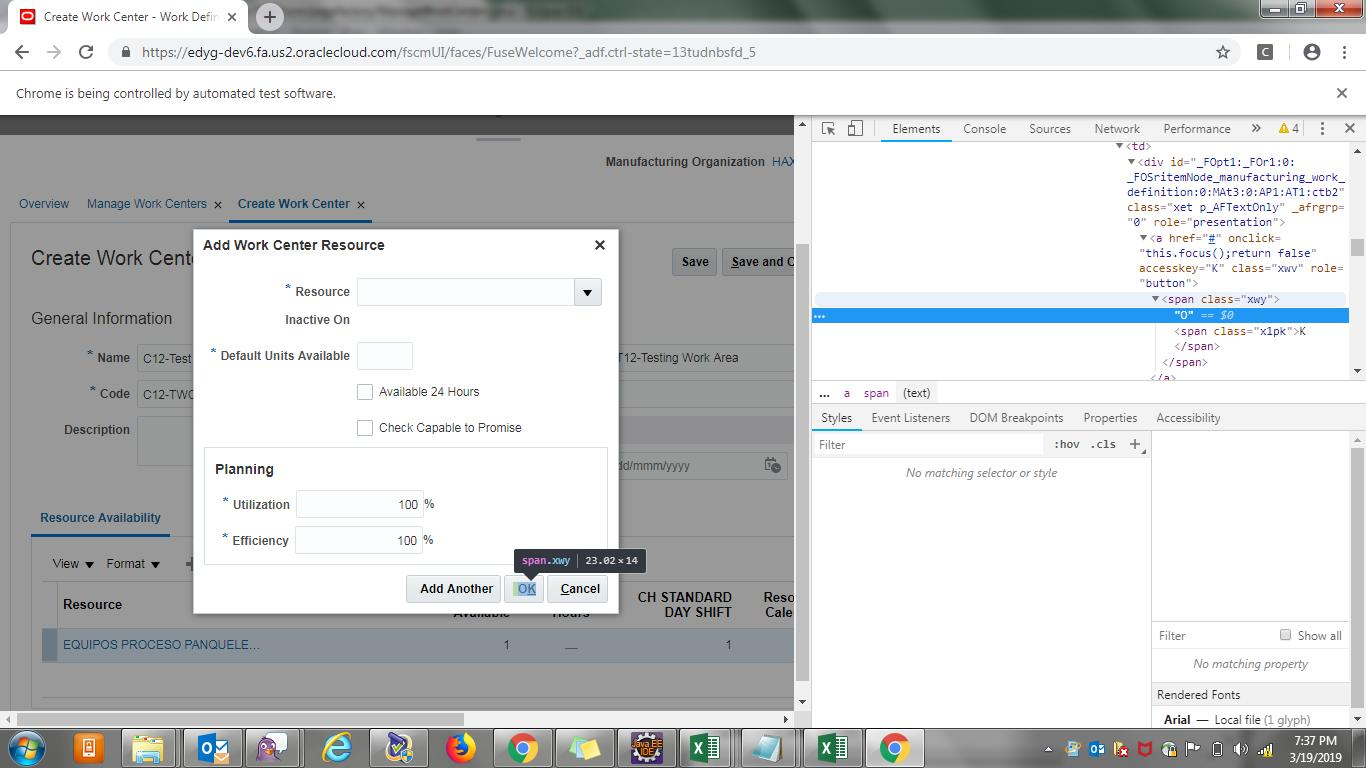 Create Work Center - Work Defin
https://edyg-dev6.fa.us2.oraclecloud.com/fscmUI/faces/FuseWelcome?_adf.ctrl-state=13tudnbsfd_5
C
Chrome is being controlled by automated test software.
Manufacturing Organization HAX
Overview Manage Work Centers Create Work Center
Create Work Cent
Save Save and C
General Information
* Name C12-Test
T12-Testing Work Area
* Code C12-TWC
Description
dd/mmm/yyyy
Resource Availability
View Format
Resource Available Hours CH STANDARD DAY SHIFT Reso Cale
EQUIPOS PROCESO PANQUELE... 1 — 1
Add Work Center Resource
* Resource
Inactive On
* Default Units Available
Available 24 Hours
Check Capable to Promise
Planning
* Utilization 100 %
* Efficiency 100 %
span.xwy 23.02 × 14
Add Another OK Cancel
Elements Console Sources Network Performance » 4
<td>
<div id="_FOpt1:_FOr1:0:
_FOSritemNode_manufacturing_work_
definition:0:MAt3:0:AP1:AT1:ctb2"
class="xet p_AFTextOnly" _afrgrp=
"0" role="presentation">
<a href="#" onclick=
"this.focus();return false"
accesskey="K" class="xwv" role=
"button">
<span class="xwy">
... "O" == $0
<span class="x1pk">K
</span>
</span>
</a>
... a span (text)
Styles Event Listeners DOM Breakpoints Properties Accessibility
Filter :hov .cls +
No matching selector or style
Filter Show all
No matching property
Rendered Fonts
Arial — Local file (1 glyph)
Java EE
IDE
7:37 PM
3/19/2019